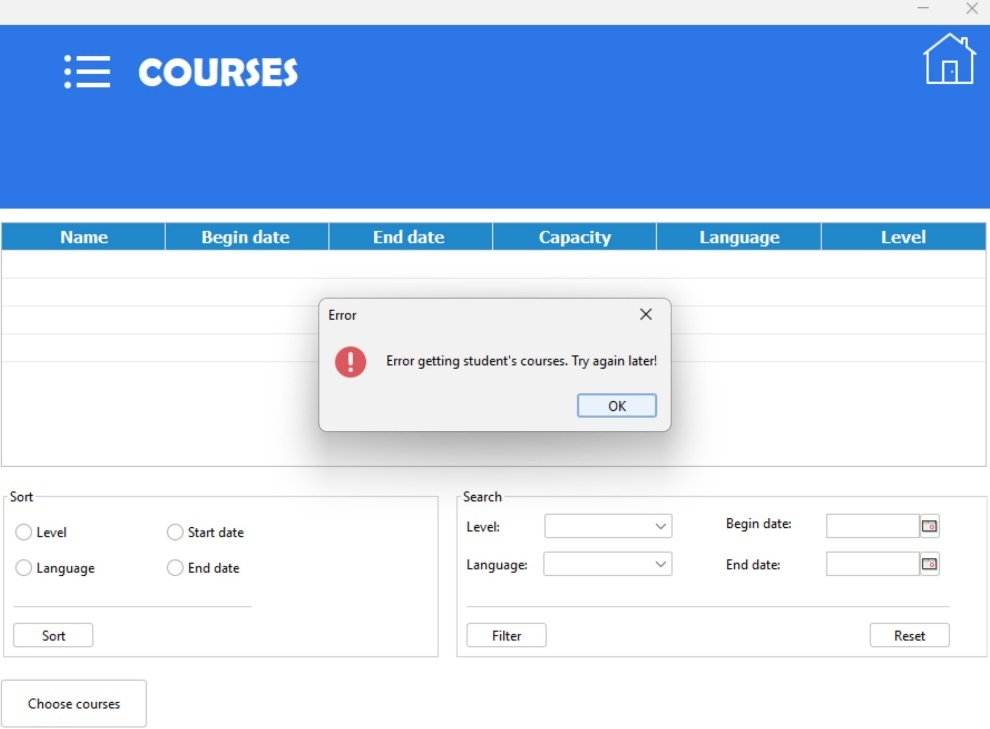 COURSES
Name Begin date End date Capacity Language Level
Error
Error getting student's courses. Try again later!
OK
Sort
Level Start date
Language End date
Sort
Search
Level: Begin date:
Language: End date:
Filter Reset
Choose courses